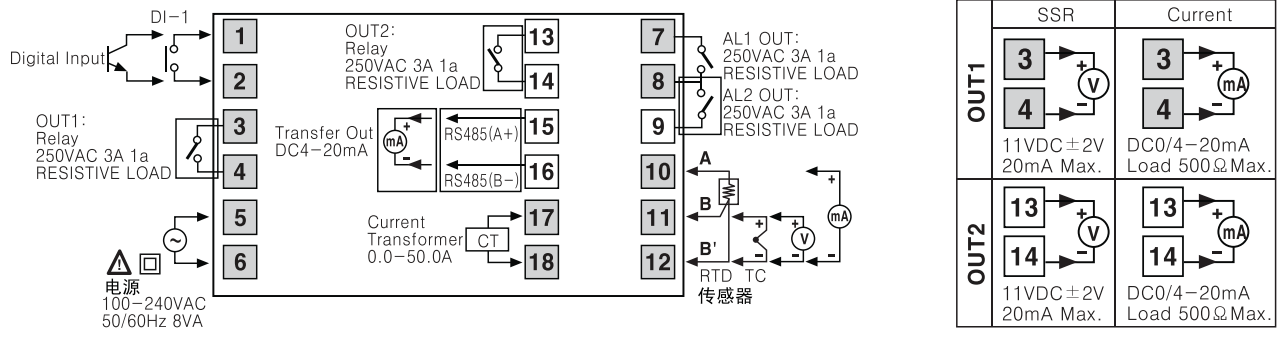 DI-1
Digital Input
1
2
OUT1:
Relay
250VAC 3A 1a
RESISTIVE LOAD
3
4
5
6
~
电源
100-240VAC
50/60Hz 8VA
OUT2:
Relay
250VAC 3A 1a
RESISTIVE LOAD
13
14
Transfer Out
DC4-20mA
+
mA
-
RS485(A+)
RS485(B-)
15
16
Current
Transformer
0.0-50.0A
CT
17
18
7
8
9
10
11
12
AL1 OUT:
250VAC 3A 1a
RESISTIVE LOAD
AL2 OUT:
250VAC 3A 1a
RESISTIVE LOAD
A
B
B'
+ + +
V mA
- - -
RTD TC
传感器
SSR Current
OUT1
3 + V
4 -
11VDC±2V
20mA Max.
3 + mA
4 -
DC0/4-20mA
Load 500ΩMax.
OUT2
13 + V
14 -
11VDC±2V
20mA Max.
13 + mA
14 -
DC0/4-20mA
Load 500ΩMax.